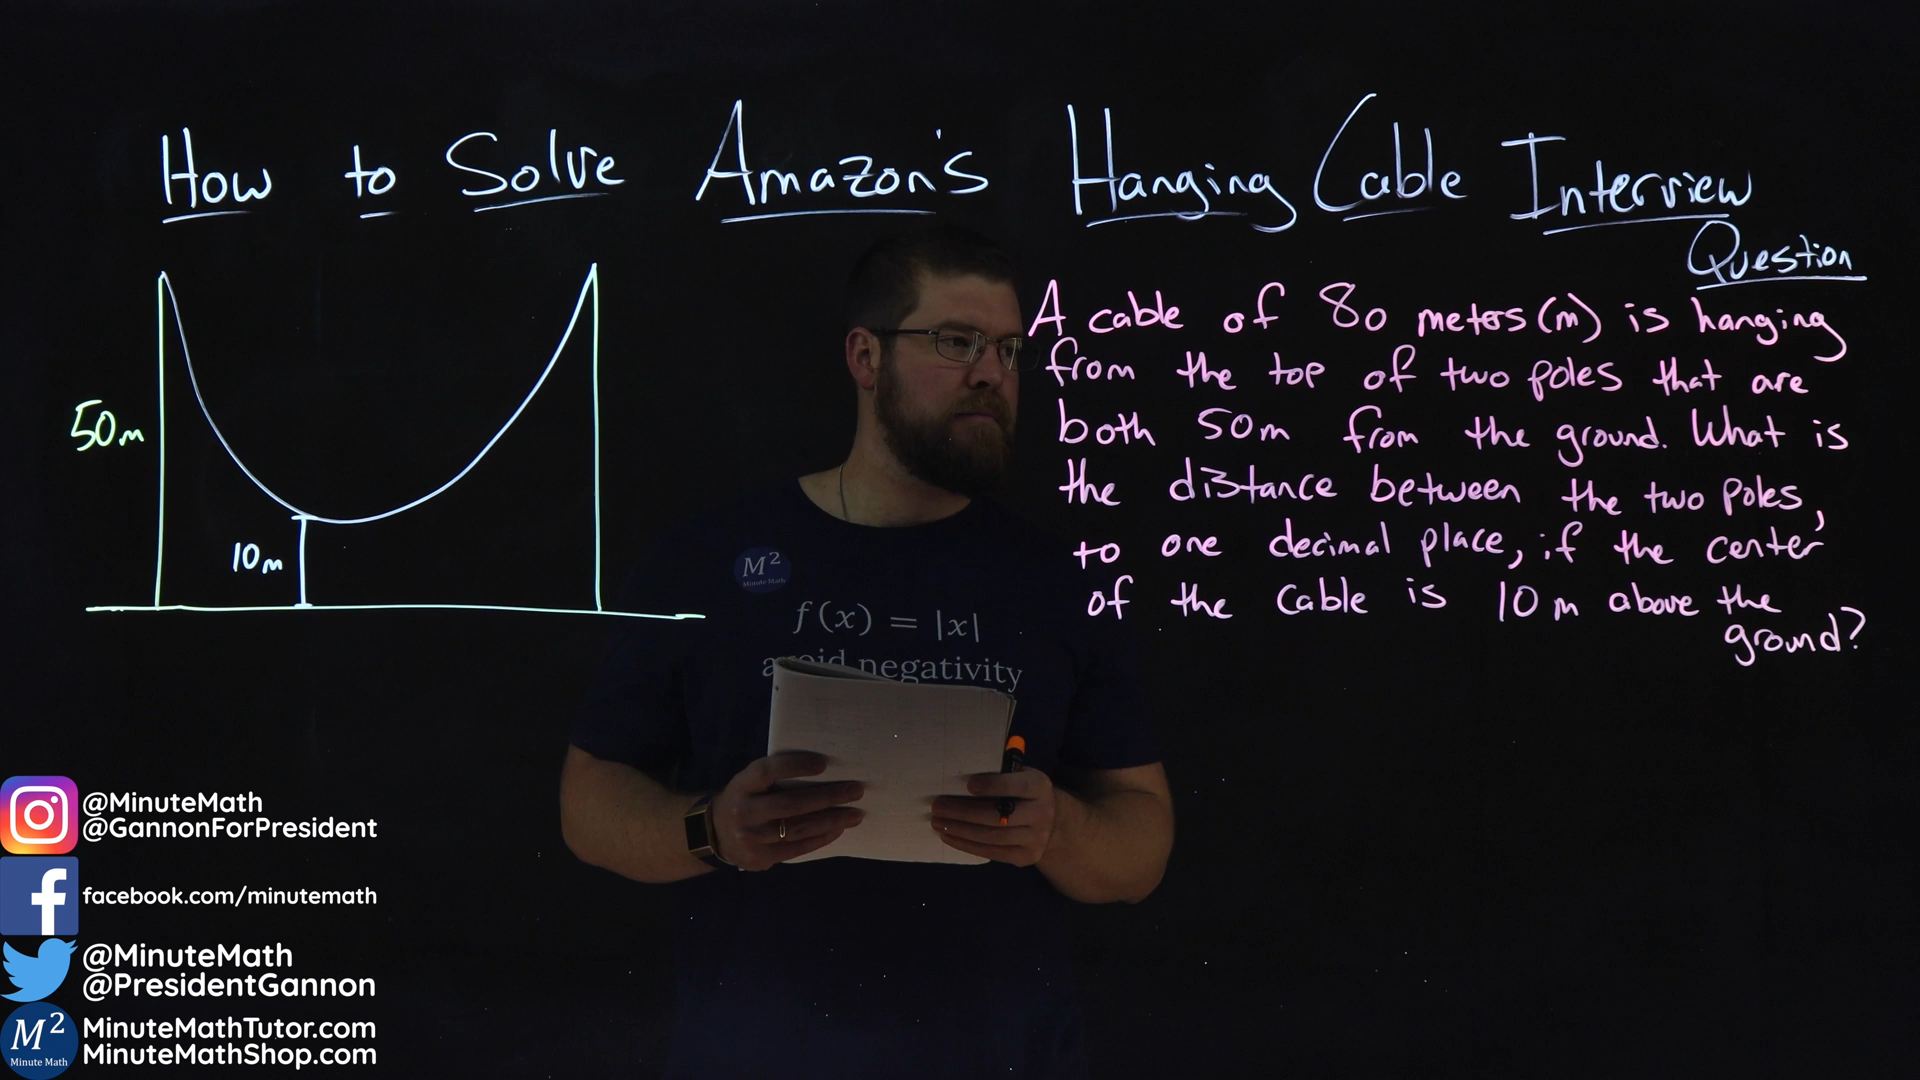 How to Solve Amazon's Hanging Cable Interview
Question
A cable of 80 meters (m) is hanging
from the top of two poles that are
both 50m from the ground. What is
the distance between the two poles,
to one decimal place, if the center
of the cable is 10m above the
ground?
50m
10m
M²
Minute Math
f(x) = |x|
avoid negativity
@MinuteMath
@GannonForPresident
facebook.com/minutemath
@MinuteMath
@PresidentGannon
M²
Minute Math
MinuteMathTutor.com
MinuteMathShop.com